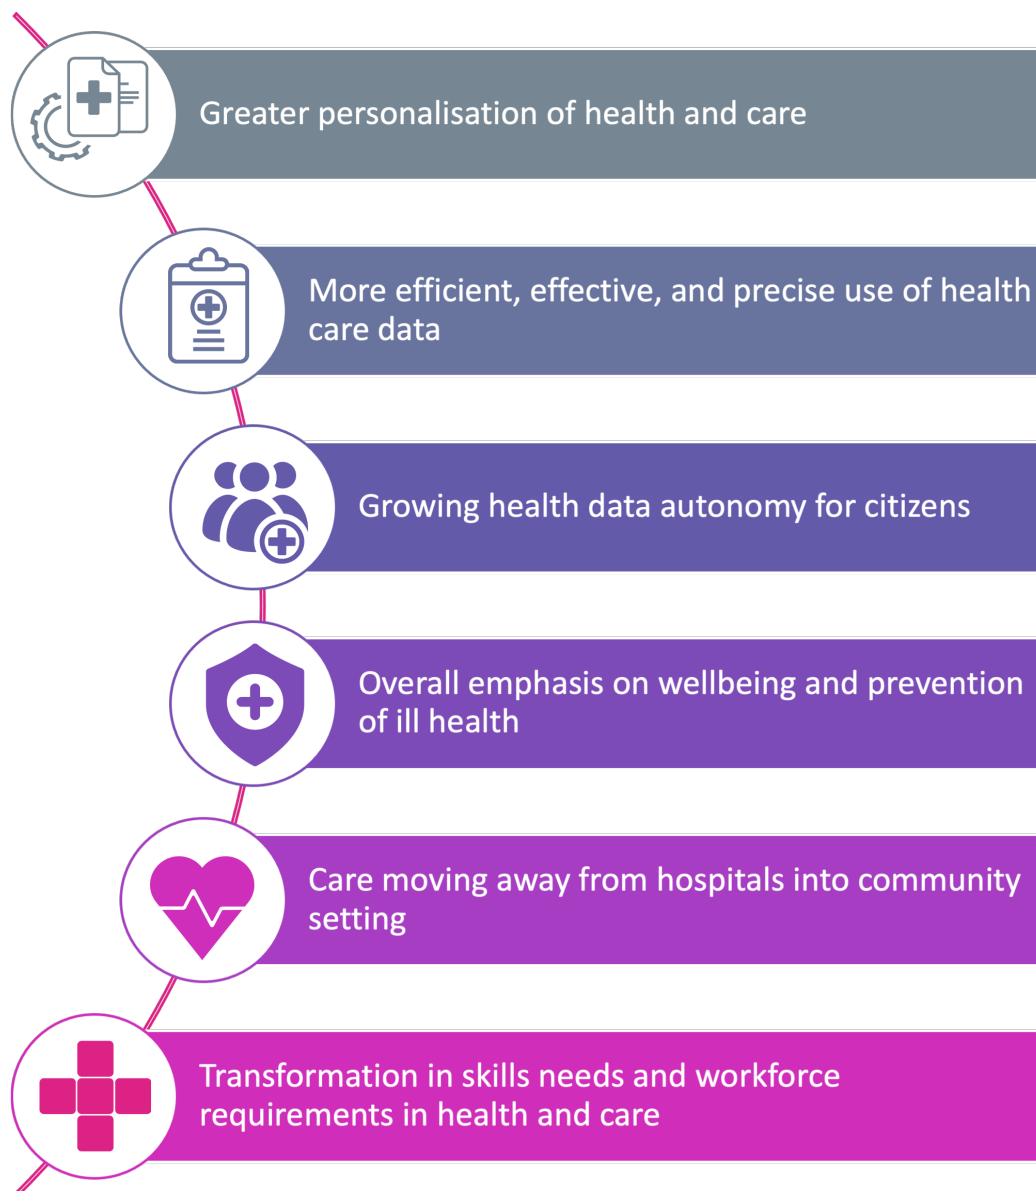 Greater personalisation of health and care
More efficient, effective, and precise use of health
care data
Growing health data autonomy for citizens
Overall emphasis on wellbeing and prevention
of ill health
Care moving away from hospitals into community
setting
Transformation in skills needs and workforce
requirements in health and care